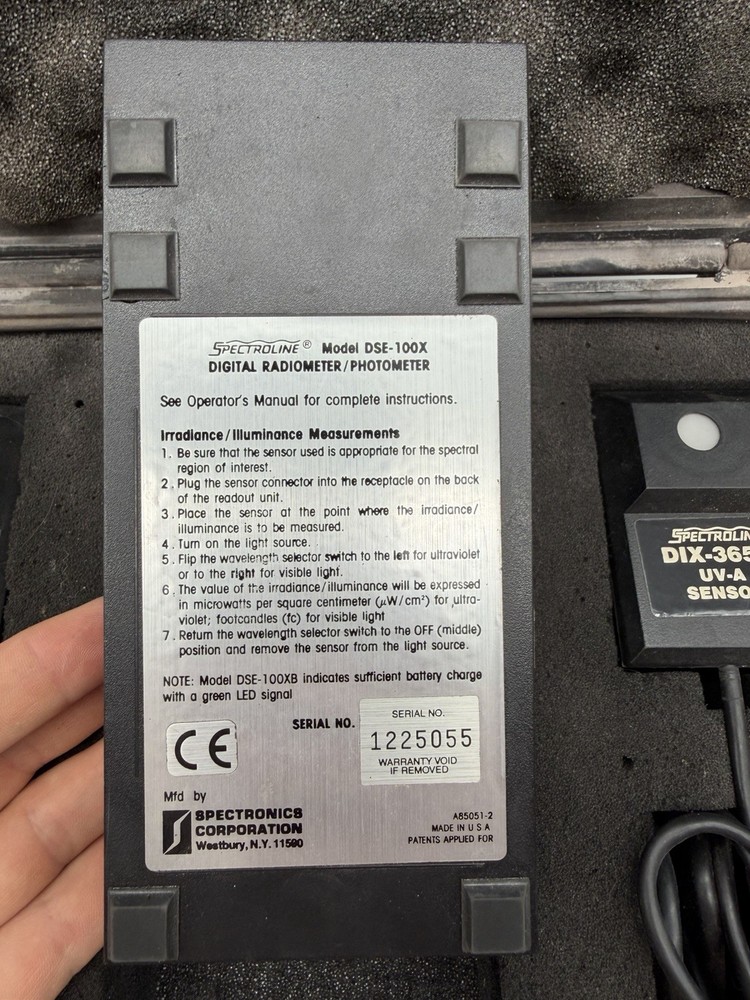 SPECTROLINE® Model DSE-100X
DIGITAL RADIOMETER/PHOTOMETER
See Operator's Manual for complete instructions.
Irradiance/Illuminance Measurements
1. Be sure that the sensor used is appropriate for the spectral
region of interest.
2. Plug the sensor connector into the receptacle on the back
of the readout unit.
3. Place the sensor at the point where the irradiance/
illuminance is to be measured.
4. Turn on the light source.
5. Flip the wavelength selector switch to the left for ultraviolet
or to the right for visible light.
6. The value of the irradiance/illuminance will be expressed
in microwatts per square centimeter (µW/cm²) for ultra-
violet; footcandles (fc) for visible light
7. Return the wavelength selector switch to the OFF (middle)
position and remove the sensor from the light source.
NOTE: Model DSE-100XB indicates sufficient battery charge
with a green LED signal
CE
SERIAL NO.
SERIAL NO.
1225055
WARRANTY VOID
IF REMOVED
Mfd by
SPECTRONICS
CORPORATION
Westbury, N.Y. 11590
A85051-2
MADE IN U S A
PATENTS APPLIED FOR
SPECTROLIN
DIX-365
UV-A
SENSO